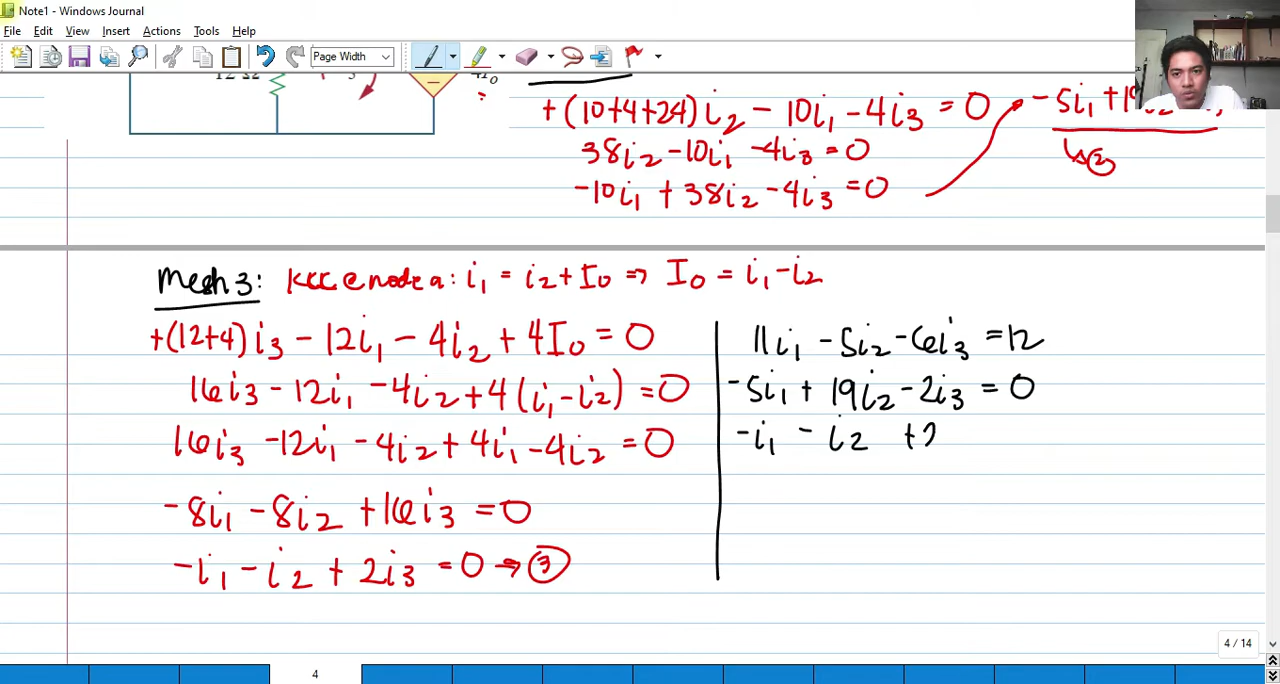 Note1 - Windows Journal
File Edit View Insert Actions Tools Help
Page Width
12 Ω
4I₀
+(10+4+24)i₂ - 10i₁ - 4i₃ = 0
38i₂ - 10i₁ - 4i₃ = 0
-10i₁ + 38i₂ - 4i₃ = 0
-5i₁ + 19
↳②
Mesh 3: KCL @ node a: i₁ = i₂ + I₀ ⇒ I₀ = i₁ - i₂
+(12+4)i₃ - 12i₁ - 4i₂ + 4I₀ = 0
16i₃ - 12i₁ - 4i₂ + 4(i₁ - i₂) = 0
16i₃ - 12i₁ - 4i₂ + 4i₁ - 4i₂ = 0
-8i₁ - 8i₂ + 16i₃ = 0
-i₁ - i₂ + 2i₃ = 0 → ③
11i₁ - 5i₂ - 6i₃ = 12
-5i₁ + 19i₂ - 2i₃ = 0
-i₁ - i₂ + 2
4 / 14
4